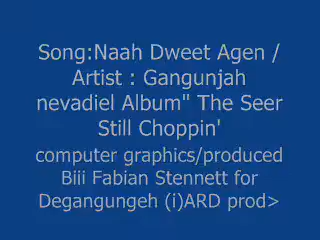 Song:Naah Dweet Agen /
Artist : Gangunjah
nevadiel Album" The Seer
Still Choppin'
computer graphics/produced
Biii Fabian Stennett for
Degangungeh (i)ARD prod>